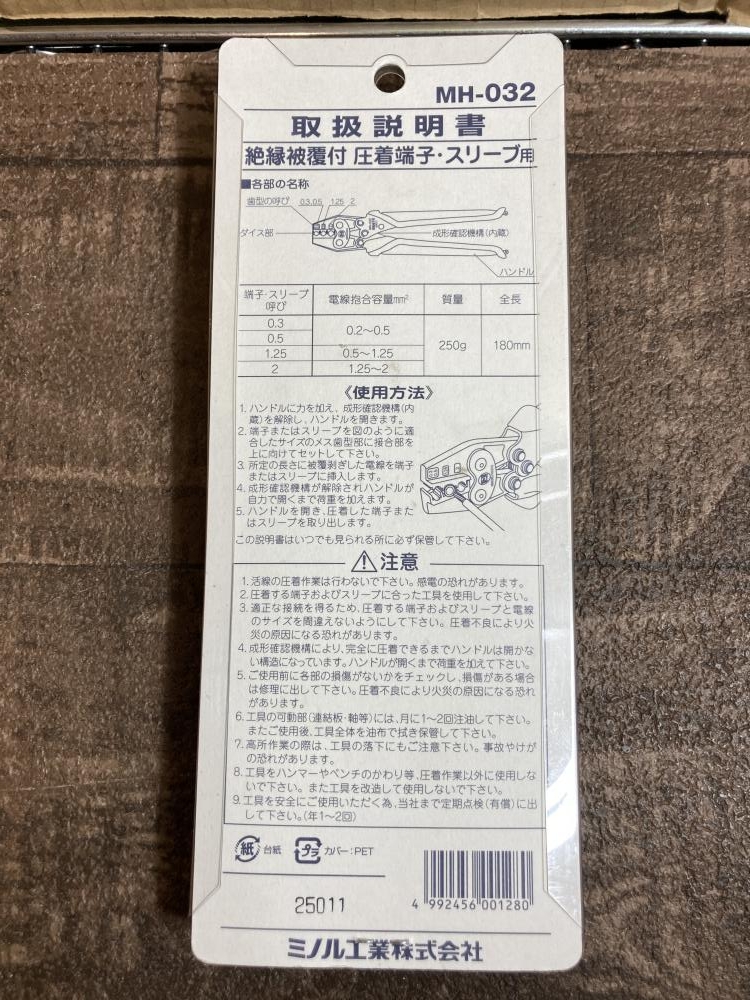 MH-032
取扱説明書
絶縁被覆付 圧着端子・スリーブ用
■各部の名称
歯型の呼び 0.3,0.5 1.25 2
ダイス部
成形確認機構(内蔵)
ハンドル
端子・スリーブ呼び 電線抱合容量mm² 質量 全長
0.3 0.2〜0.5 250g 180mm
0.5
1.25 0.5〜1.25
2 1.25〜2
《使用方法》
1. ハンドルに力を加え、成形確認機構(内
蔵)を解除し、ハンドルを開きます。
2. 端子またはスリーブを図のように適
合したサイズのメス歯型部に接合部を
上に向けてセットして下さい。
3. 所定の長さに被覆剥ぎした電線を端子
またはスリーブに挿入します。
4. 成形確認機構が解除されハンドルが
自力で開くまで荷重を加えます。
5. ハンドルを開き、圧着した端子また
はスリーブを取り出します。
この説明書はいつでも見られる所に必ず保管して下さい。
注意
1. 活線の圧着作業は行わないで下さい。感電の恐れがあります。
2. 圧着する端子およびスリーブに合った工具を使用して下さい。
3. 適正な接続を得るため、圧着する端子およびスリーブと電線
のサイズを間違えないようにして下さい。圧着不良により火
災の原因になる恐れがあります。
4. 成形確認機構により、完全に圧着できるまでハンドルは開かな
い構造になっています。ハンドルが開くまで荷重を加えて下さい。
5. ご使用前に各部の損傷がないかをチェックし、損傷がある場合
は修理に出して下さい。圧着不良により火災の原因になる恐れ
があります。
6. 工具の可動部(連結板・軸等)には、月に1〜2回注油して下さい。
またご使用後、工具全体を油布で拭き保管して下さい。
7. 高所作業の際は、工具の落下にもご注意下さい。事故やけが
の恐れがあります。
8. 工具をハンマーやペンチのかわり等、圧着作業以外に使用しな
いで下さい。また工具を改造して使用しないで下さい。
9. 工具を安全にご使用いただく為、当社まで定期点検(有償)に出
して下さい。(年1〜2回)
紙 台紙 プラ カバー:PET
25011
4 992456 001280
ミノル工業株式会社